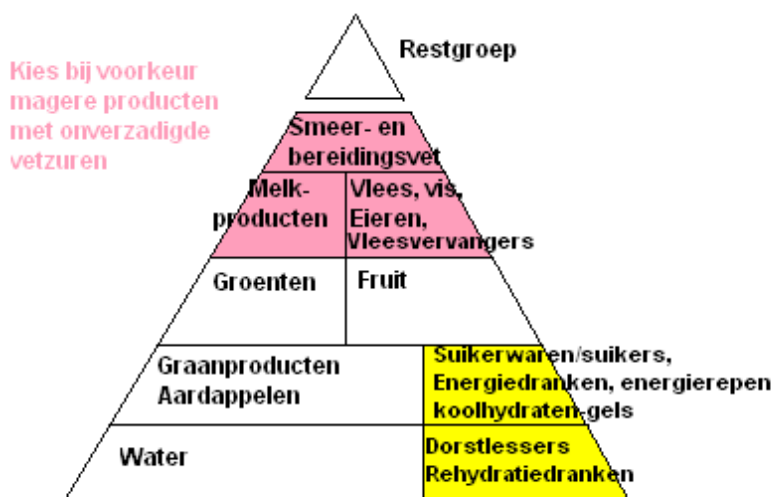 Restgroep
Kies bij voorkeur
magere producten
met onverzadigde
vetzuren
Smeer- en
bereidingsvet
Melk-
producten
Vlees, vis,
Eieren,
Vleesvervangers
Groenten
Fruit
Graanproducten
Aardappelen
Suikerwaren/suikers,
Energiedranken, energierepen
koolhydraten-gels
Water
Dorstlessers
Rehydratiedranken